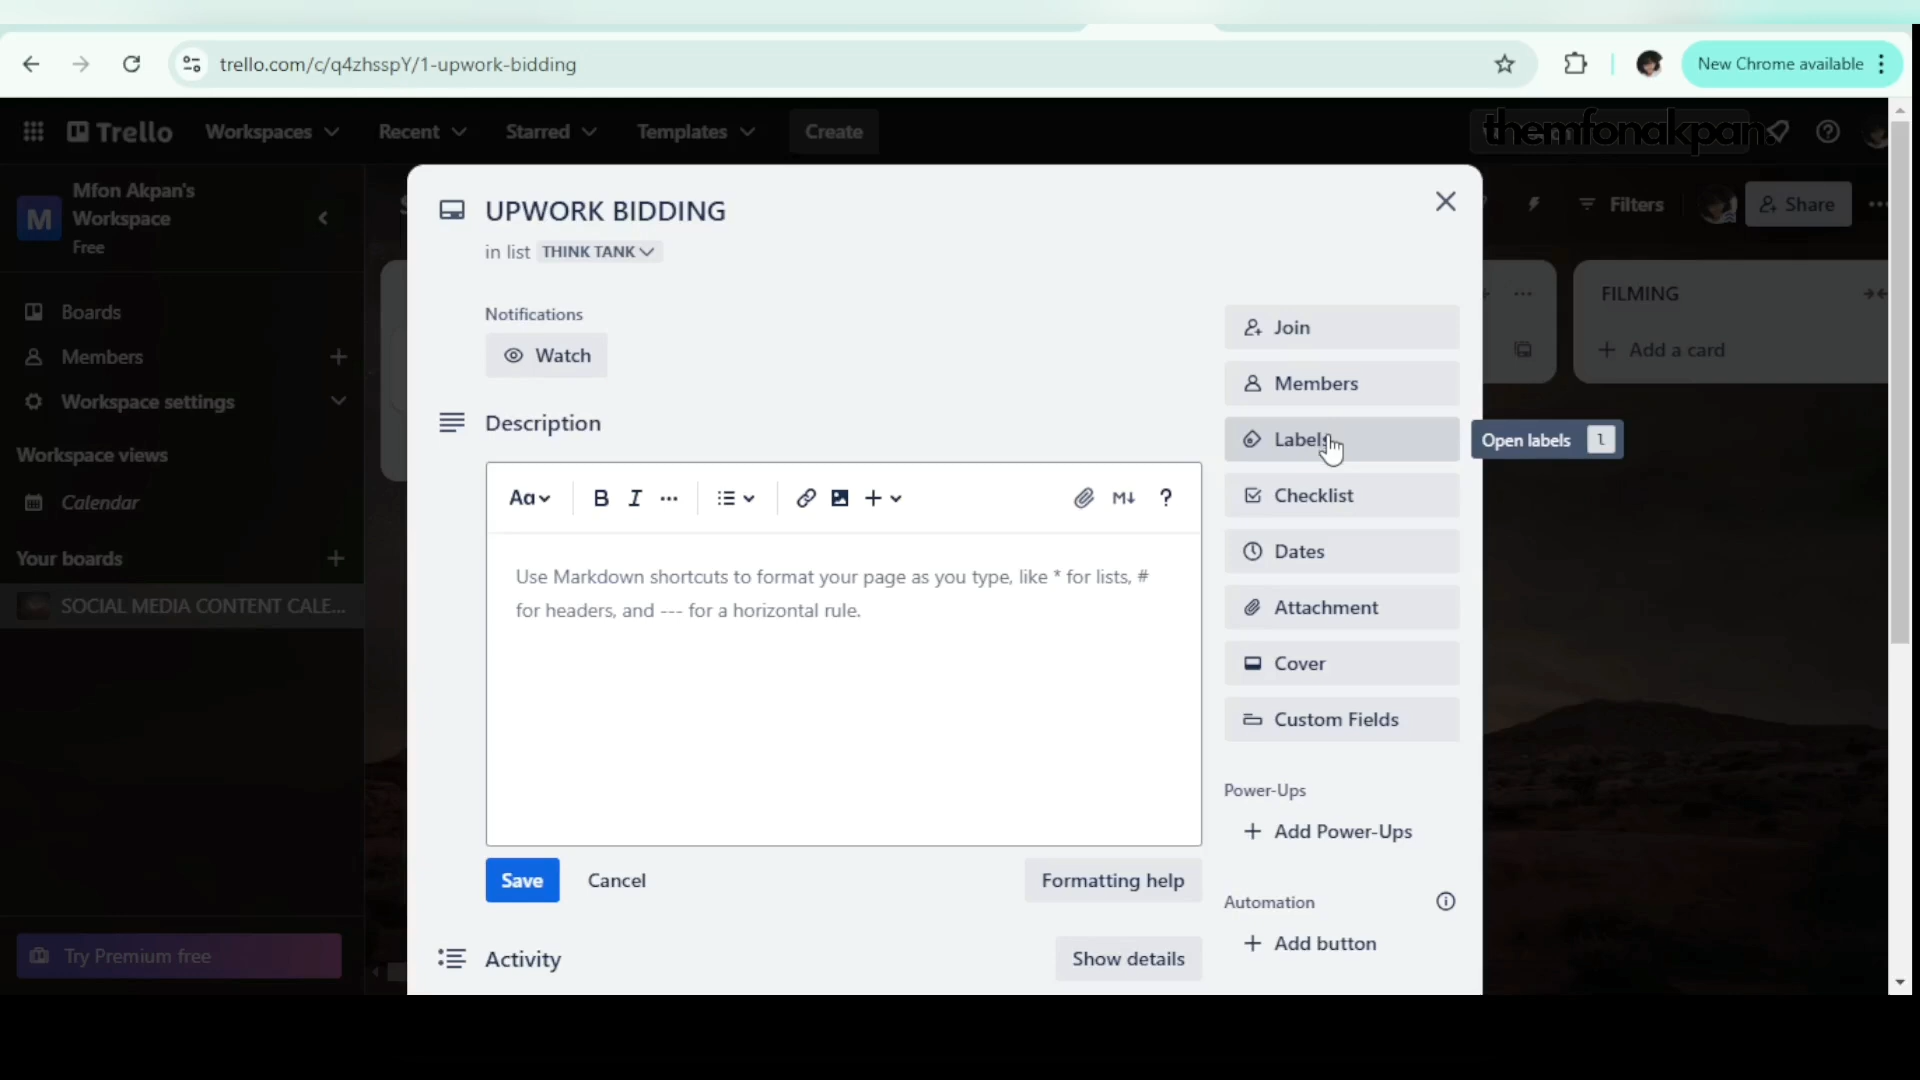 trello.com/c/q4zhsspY/1-upwork-bidding
New Chrome available
Trello Workspaces Recent Starred Templates Create
themfonakpan.
Mfon Akpan's
Workspace
Free
M
Filters
Share
Boards
Members
Workspace settings
Workspace views
Calendar
Your boards
SOCIAL MEDIA CONTENT CALE...
Try Premium free
UPWORK BIDDING
in list THINK TANK
Notifications
Watch
Description
Aa B I
M↓ ?
Use Markdown shortcuts to format your page as you type, like * for lists, #
for headers, and --- for a horizontal rule.
Save Cancel Formatting help
Activity Show details
Join
Members
Labels
Open labels l
Checklist
Dates
Attachment
Cover
Custom Fields
Power-Ups
Add Power-Ups
Automation
Add button
FILMING
Add a card